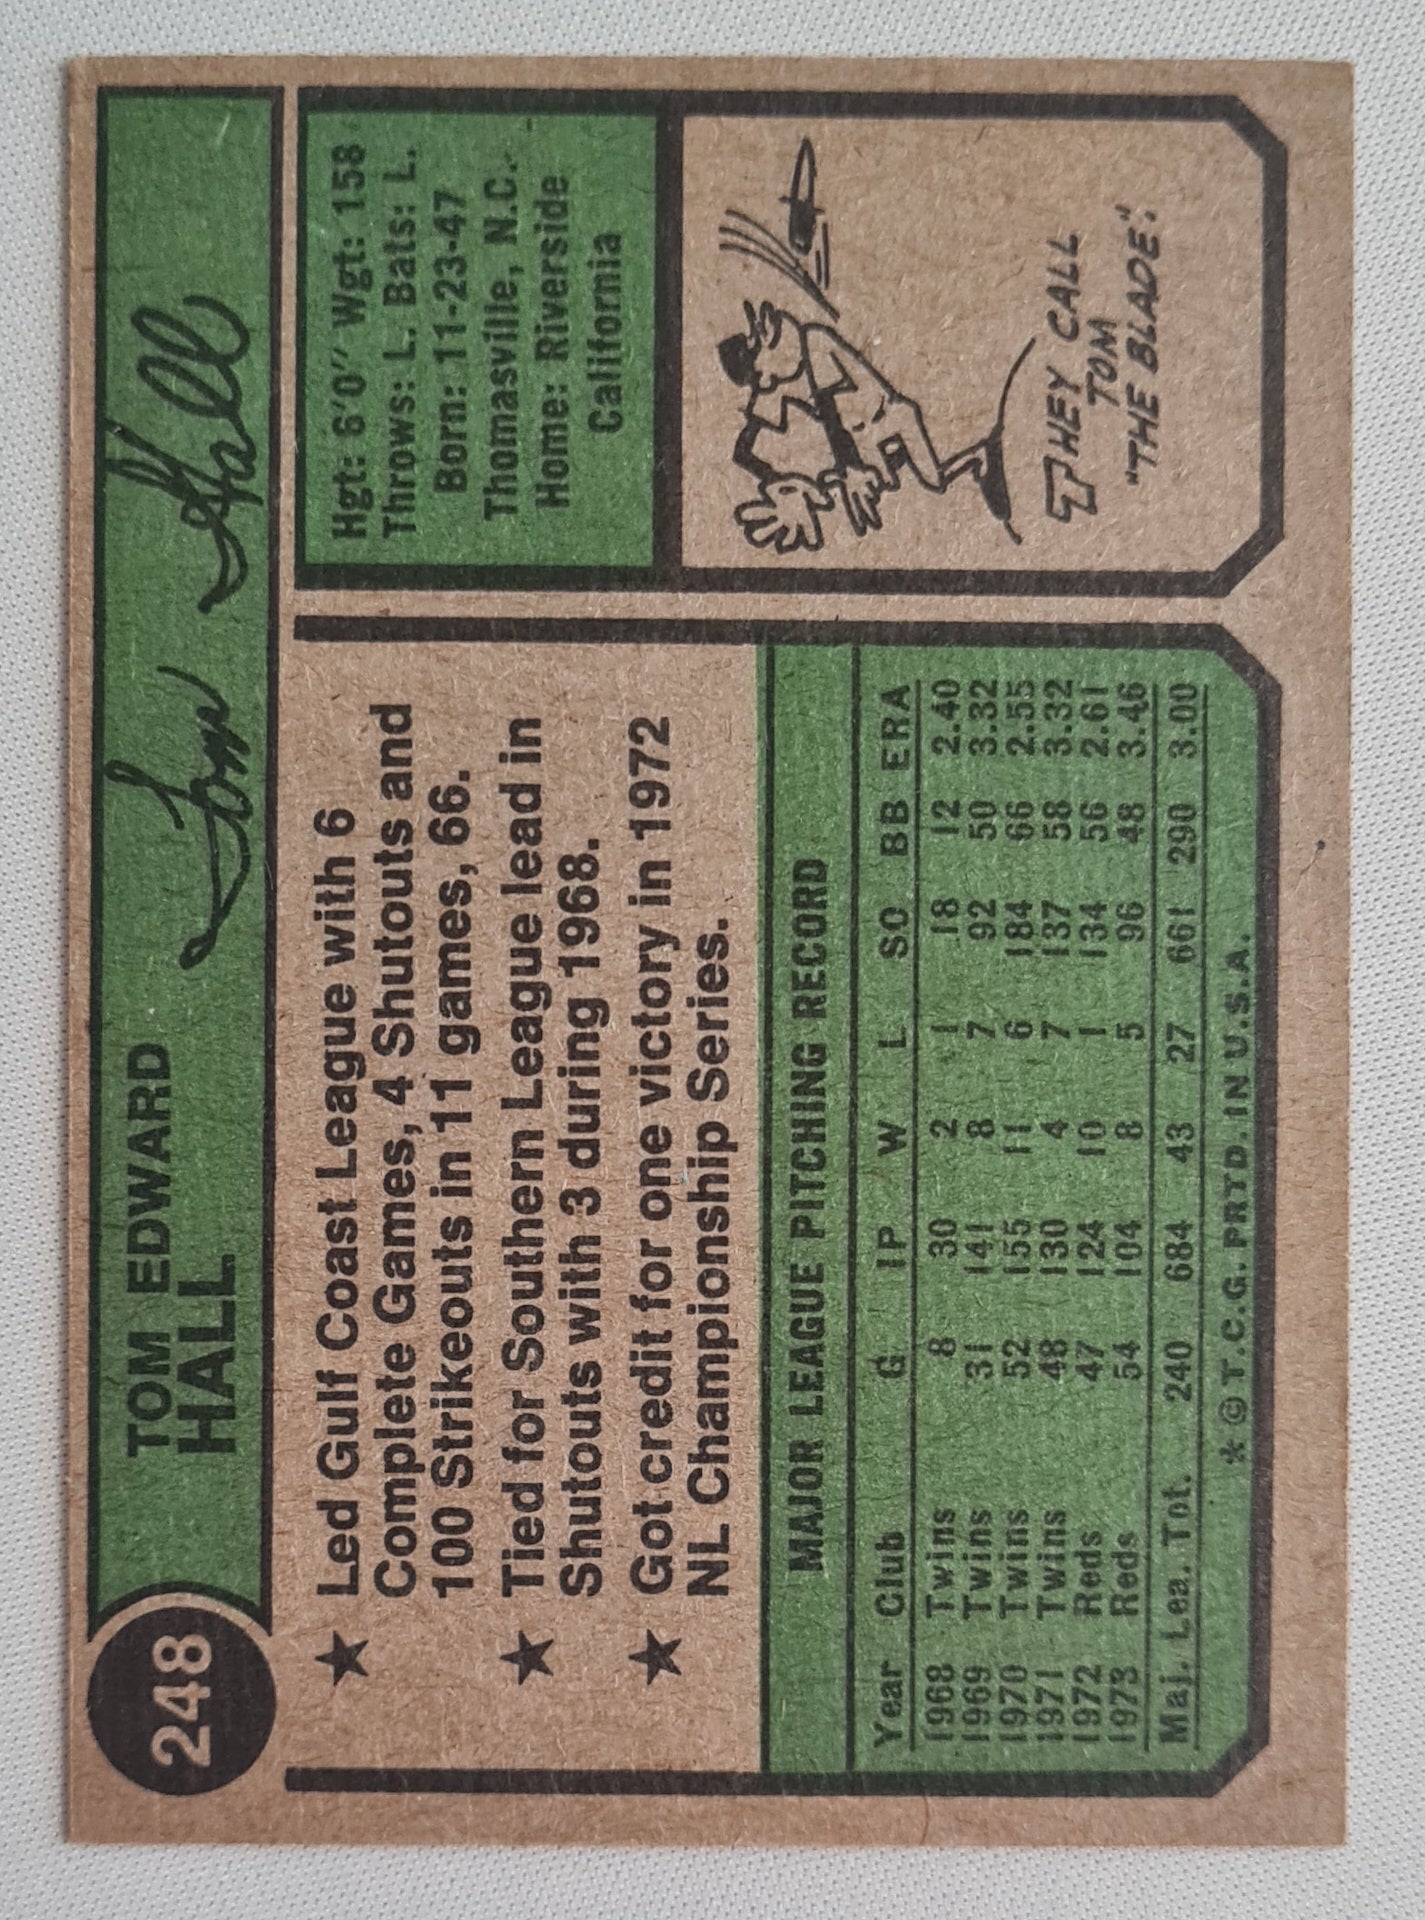 248
TOM EDWARD
HALL
Tom Hall
★ Led Gulf Coast League with 6
Complete Games, 4 Shutouts and
100 Strikeouts in 11 games, 66.
★ Tied for Southern League lead in
Shutouts with 3 during 1968.
★ Got credit for one victory in 1972
NL Championship Series.
Hgt: 6'0" Wgt: 158
Throws: L. Bats: L.
Born: 11-23-47
Thomasville, N.C.
Home: Riverside
California
THEY CALL
TOM
"THE BLADE".
MAJOR LEAGUE PITCHING RECORD
Year Club G IP W L SO BB ERA
1968 Twins 8 30 2 1 18 12 2.40
1969 Twins 31 141 8 7 92 50 3.32
1970 Twins 52 155 11 6 184 66 2.55
1971 Twins 48 130 4 7 137 58 3.32
1972 Reds 47 124 10 1 134 56 2.61
1973 Reds 54 104 8 5 96 48 3.46
Maj. Lea. Tot. 240 684 43 27 661 290 3.00
* © T.C.G. PRTD. IN U.S.A.